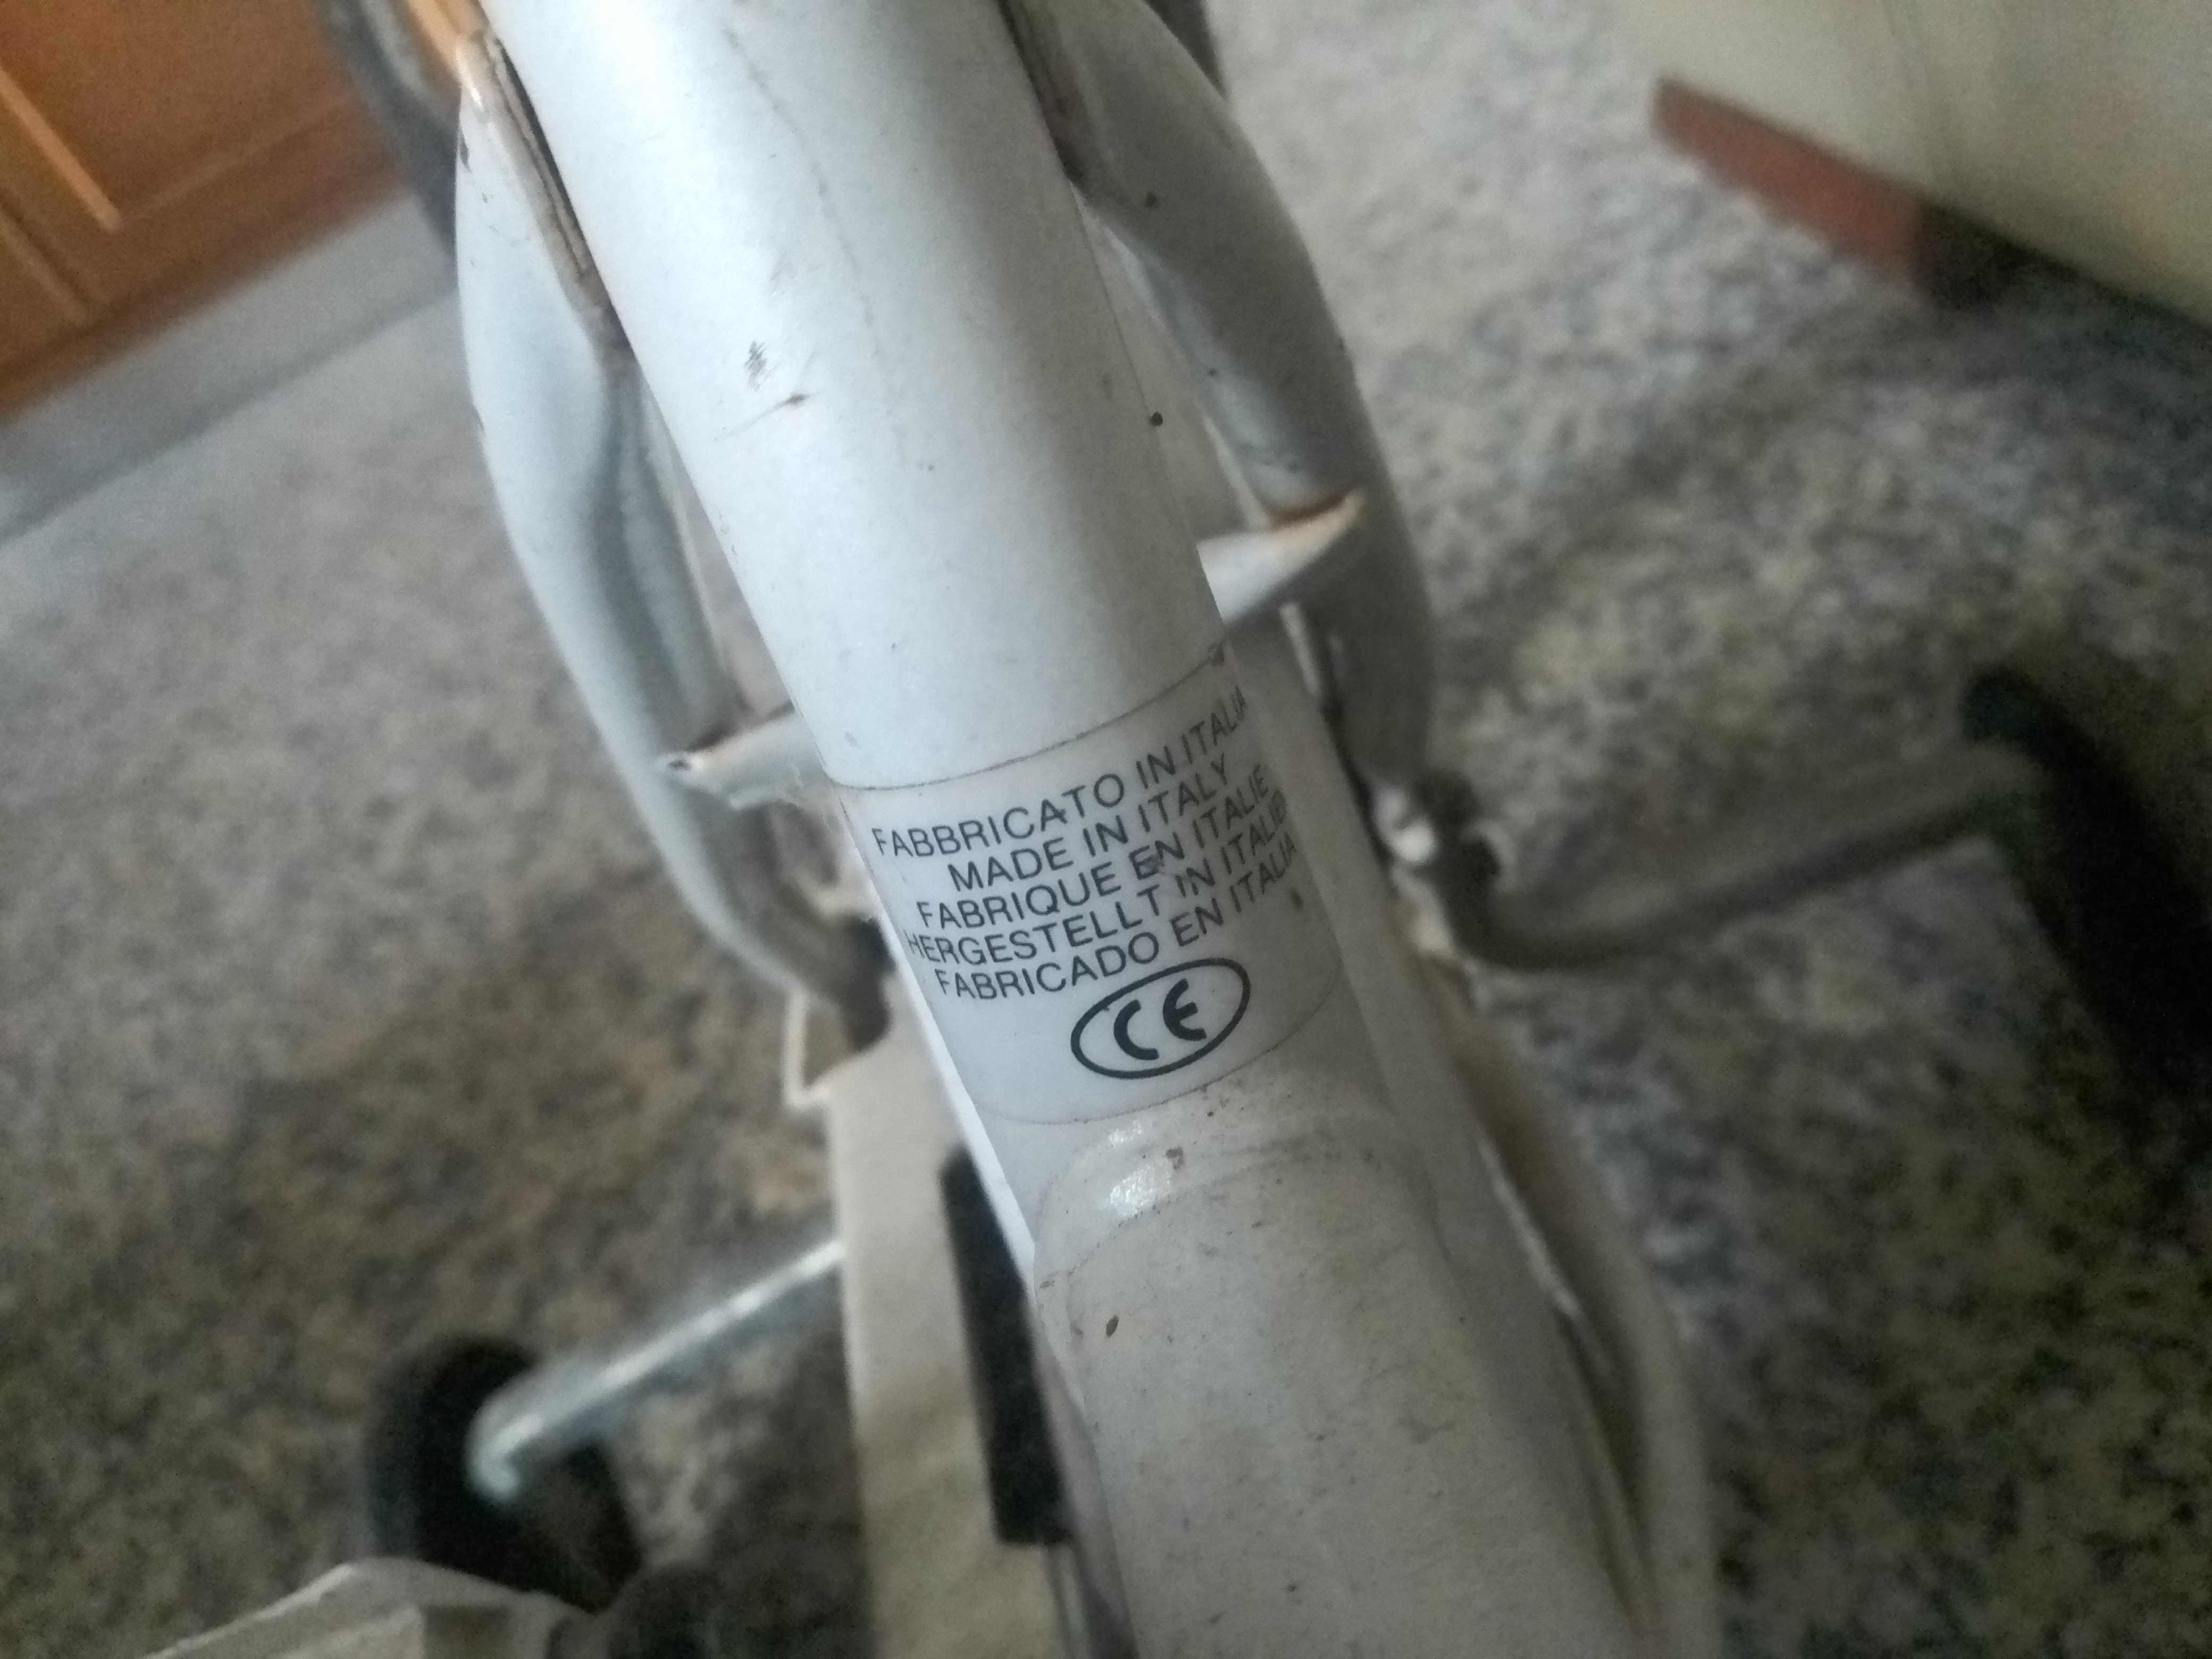 FABBRICATO IN ITALIA
MADE IN ITALY
FABRIQUE EN ITALIE
HERGESTELLT IN ITALIEN
FABRICADO EN ITALIA
CE